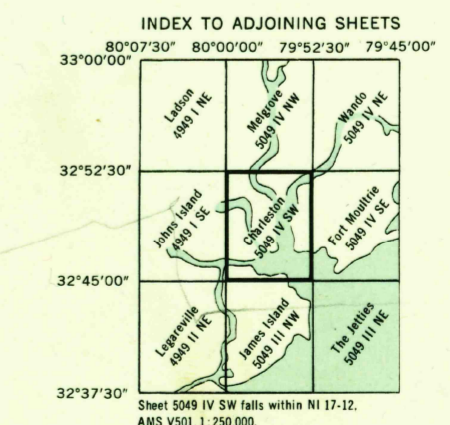 INDEX TO ADJOINING SHEETS
80°07'30" 80°00'00" 79°52'30" 79°45'00"
33°00'00"
Ladson
4949 I NE
Melgrove
5049 IV NW
Wando
5049 IV NE
32°52'30"
Johns Island
4949 I SE
Charleston
5049 IV SW
Fort Moultrie
5049 IV SE
32°45'00"
Legareville
4949 II NE
James Island
5049 III NW
The Jetties
5049 III NE
32°37'30"
Sheet 5049 IV SW falls within NI 17-12,
AMS V501, 1:250,000.